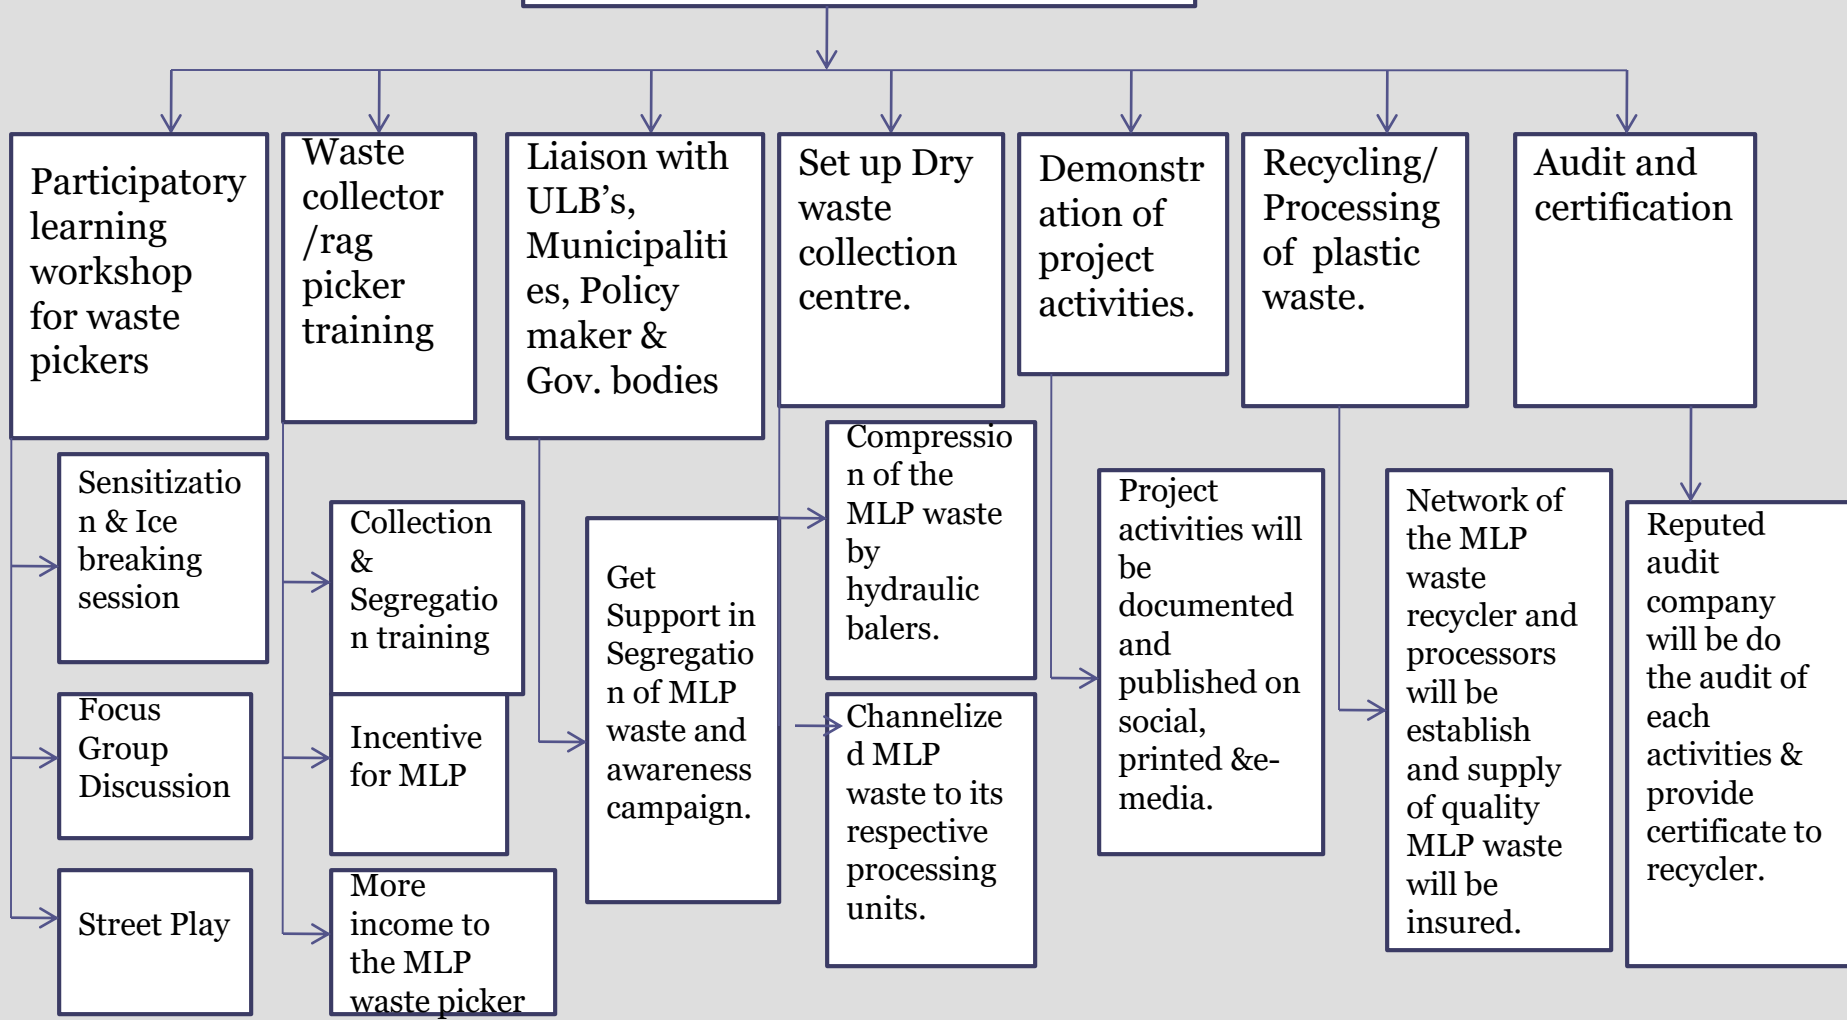 Participatory
learning
workshop
for waste
pickers
Waste
collector
/rag
picker
training
Liaison with
ULB’s,
Municipaliti
es, Policy
maker &
Gov. bodies
Set up Dry
waste
collection
centre.
Demonstr
ation of
project
activities.
Recycling/
Processing
of plastic
waste.
Audit and
certification
Sensitizatio
n & Ice
breaking
session
Focus
Group
Discussion
Street Play
Collection
&
Segregatio
n training
Incentive
for MLP
More
income to
the MLP
waste picker
Get
Support in
Segregatio
n of MLP
waste and
awareness
campaign.
Compressio
n of the
MLP waste
by
hydraulic
balers.
Channelize
d MLP
waste to its
respective
processing
units.
Project
activities will
be
documented
and
published on
social,
printed &e-
media.
Network of
the MLP
waste
recycler and
processors
will be
establish
and supply
of quality
MLP waste
will be
insured.
Reputed
audit
company
will be do
the audit of
each
activities &
provide
certificate to
recycler.